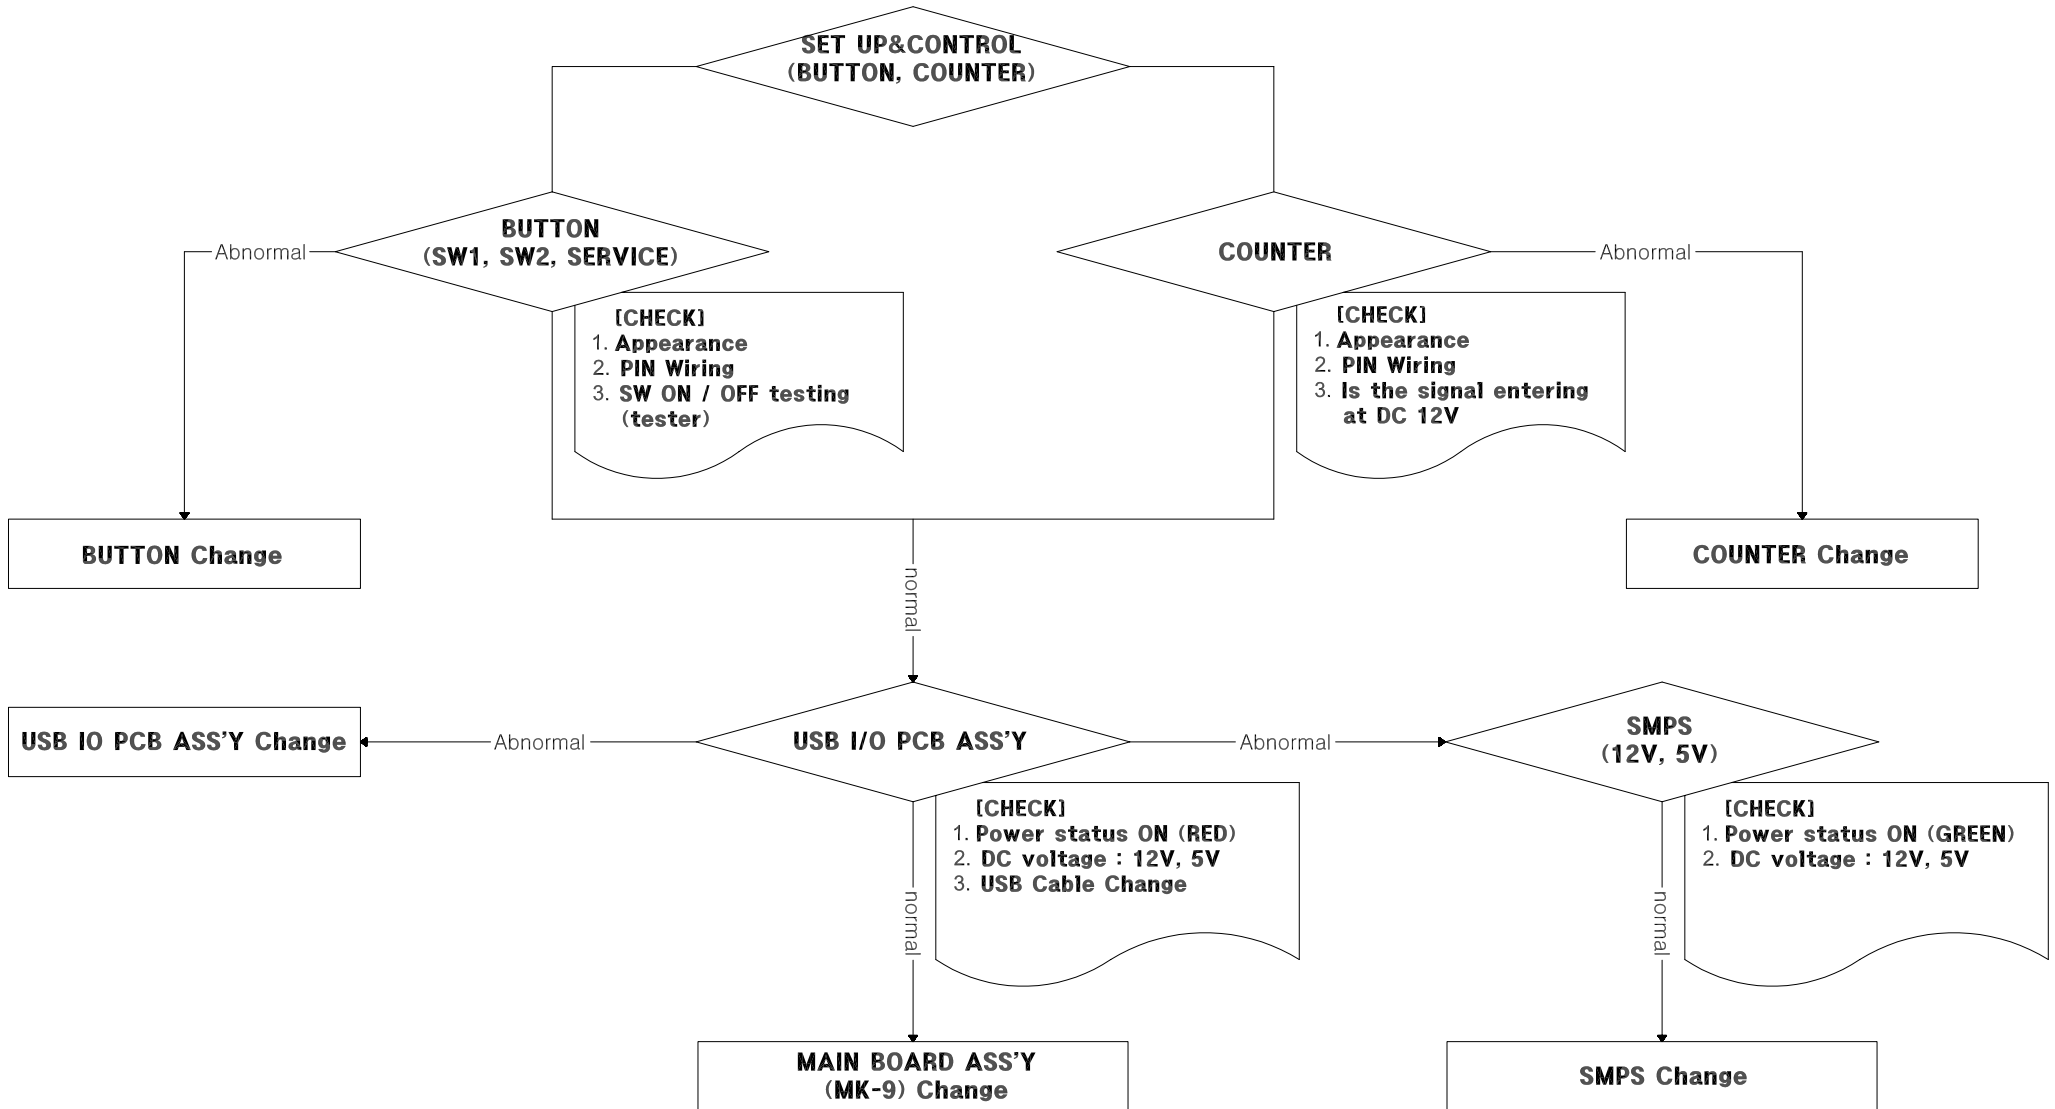 SET UP&CONTROL
(BUTTON, COUNTER)
BUTTON
(SW1, SW2, SERVICE)
Abnormal
COUNTER
Abnormal
[CHECK]
1. Appearance
2. PIN Wiring
3. SW ON / OFF testing
(tester)
[CHECK]
1. Appearance
2. PIN Wiring
3. Is the signal entering
at DC 12V
BUTTON Change
COUNTER Change
normal
USB IO PCB ASS'Y Change
Abnormal
USB I/O PCB ASS'Y
Abnormal
SMPS
(12V, 5V)
[CHECK]
1. Power status ON (RED)
2. DC voltage : 12V, 5V
3. USB Cable Change
[CHECK]
1. Power status ON (GREEN)
2. DC voltage : 12V, 5V
normal
normal
MAIN BOARD ASS'Y
(MK-9) Change
SMPS Change